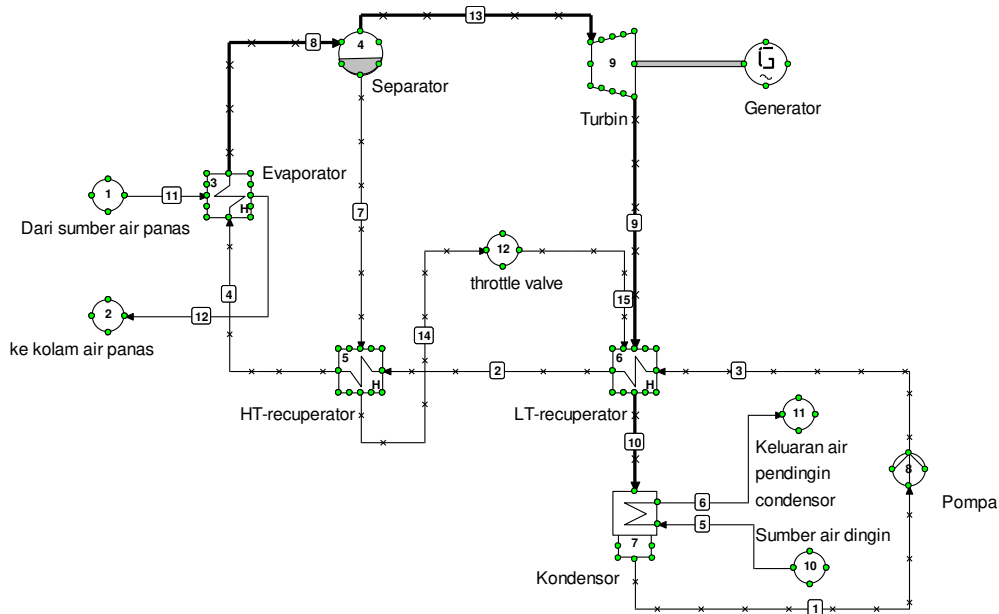 13
8
4
Separator
9
G
~
Generator
Turbin
3
Evaporator
H
1
11
Dari sumber air panas
7
9
12
throttle valve
4
15
2
12
ke kolam air panas
14
5
H
2
6
H
3
HT-recuperator
LT-recuperator
10
11
Keluaran air
pendingin
condensor
8
Pompa
6
5
Sumber air dingin
7
10
Kondensor
1